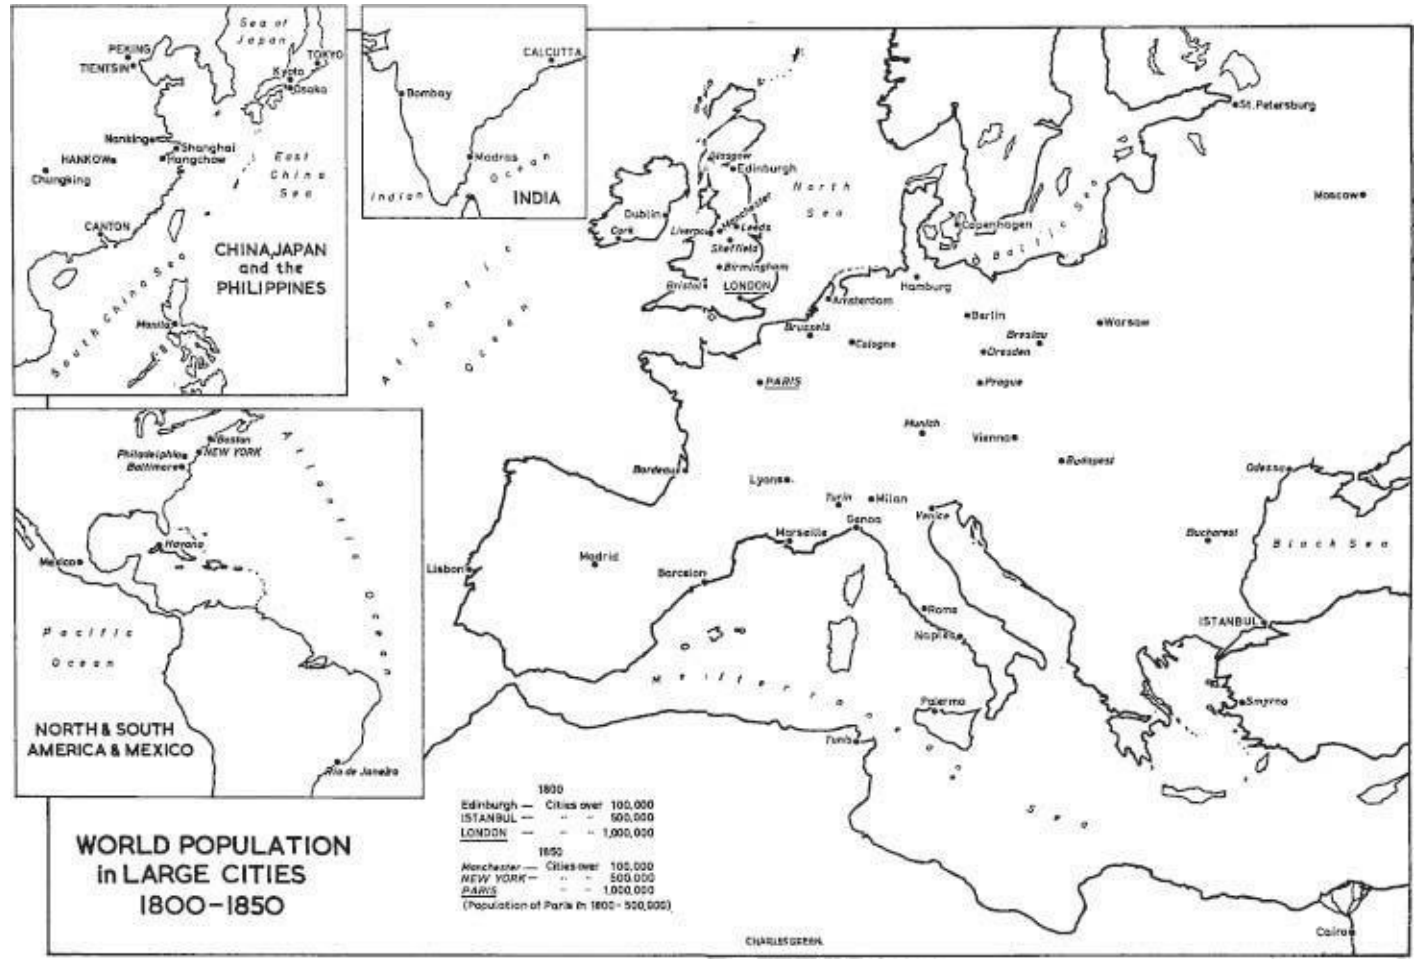 Sea of
Japan
PEKING
TIENTSIN
TOKYO
Kyoto
Osaka
Nanking
Shanghai
HANKOW
Hangchow
Chungking
East
China
Sea
CANTON
CHINA, JAPAN
and the
PHILIPPINES
South China Sea
Manila
CALCUTTA
Bombay
Madras
Indian Ocean
INDIA
Boston
Philadelphia
NEW YORK
Baltimore
Atlantic Ocean
Havana
Mexico
Pacific
Ocean
NORTH & SOUTH
AMERICA & MEXICO
Rio de Janeiro
Atlantic
Ocean
St. Petersburg
Glasgow
Edinburgh
North
Sea
Moscow
Dublin
Manchester
Cork
Liverpool
Leeds
Copenhagen
Baltic Sea
Sheffield
Birmingham
Bristol
LONDON
Hamburg
Amsterdam
Berlin
Warsaw
Brussels
Breslau
Cologne
Dresden
PARIS
Prague
Munich
Vienna
Bordeaux
Budapest
Odessa
Lyons
Turin
Milan
Venice
Genoa
Marseille
Bucharest
Black Sea
Madrid
Lisbon
Barcelon
Rome
ISTANBUL
Naples
Palermo
Smyrna
Tunis
Sea
Cairo
WORLD POPULATION
in LARGE CITIES
1800-1850
1800
Edinburgh — Cities over 100,000
ISTANBUL — " " 500,000
LONDON — " " 1,000,000
1850
Manchester — Cities over 100,000
NEW YORK — " " 500,000
PARIS " " 1,000,000
(Population of Paris in 1800-500,000)
CHARLES GREEN.